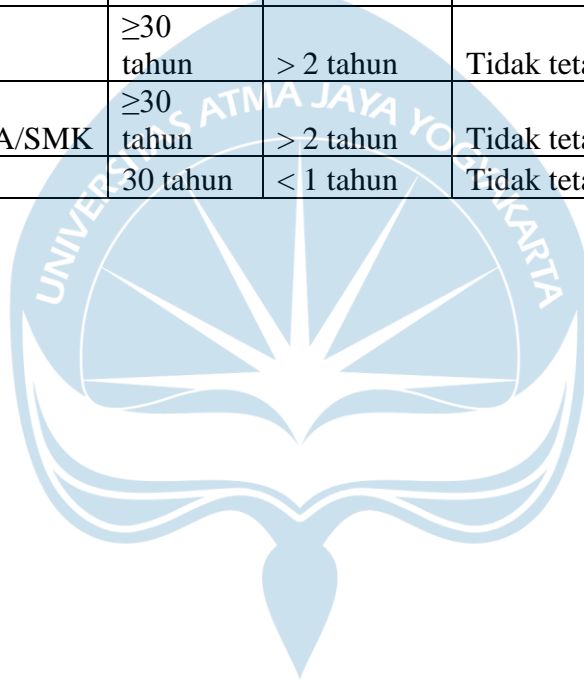 ≥30
tahun > 2 tahun Tidak teta
≥30
A/SMK tahun > 2 tahun Tidak teta
30 tahun < 1 tahun Tidak teta
UNIVERSITAS ATMA JAYA YOGYAKARTA